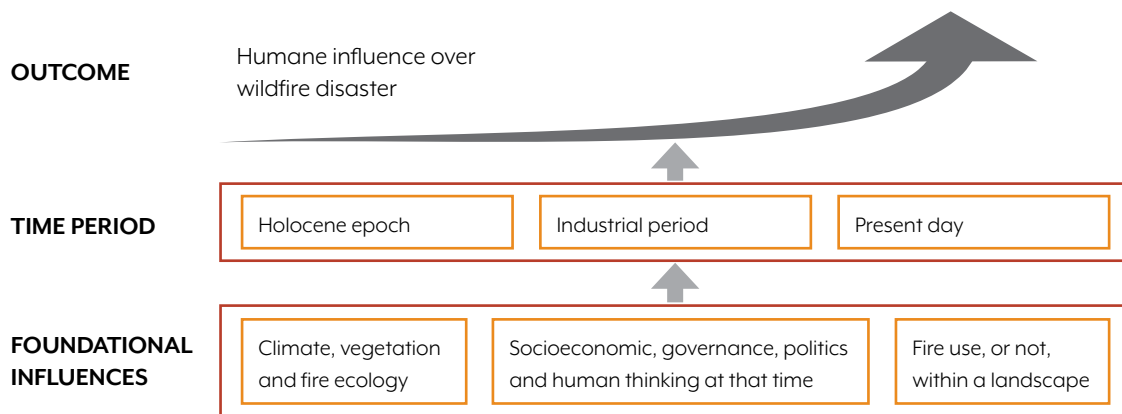 OUTCOME
Humane influence over
wildfire disaster
TIME PERIOD
Holocene epoch
Industrial period
Present day
FOUNDATIONAL
INFLUENCES
Climate, vegetation
and fire ecology
Socioeconomic, governance, politics
and human thinking at that time
Fire use, or not,
within a landscape